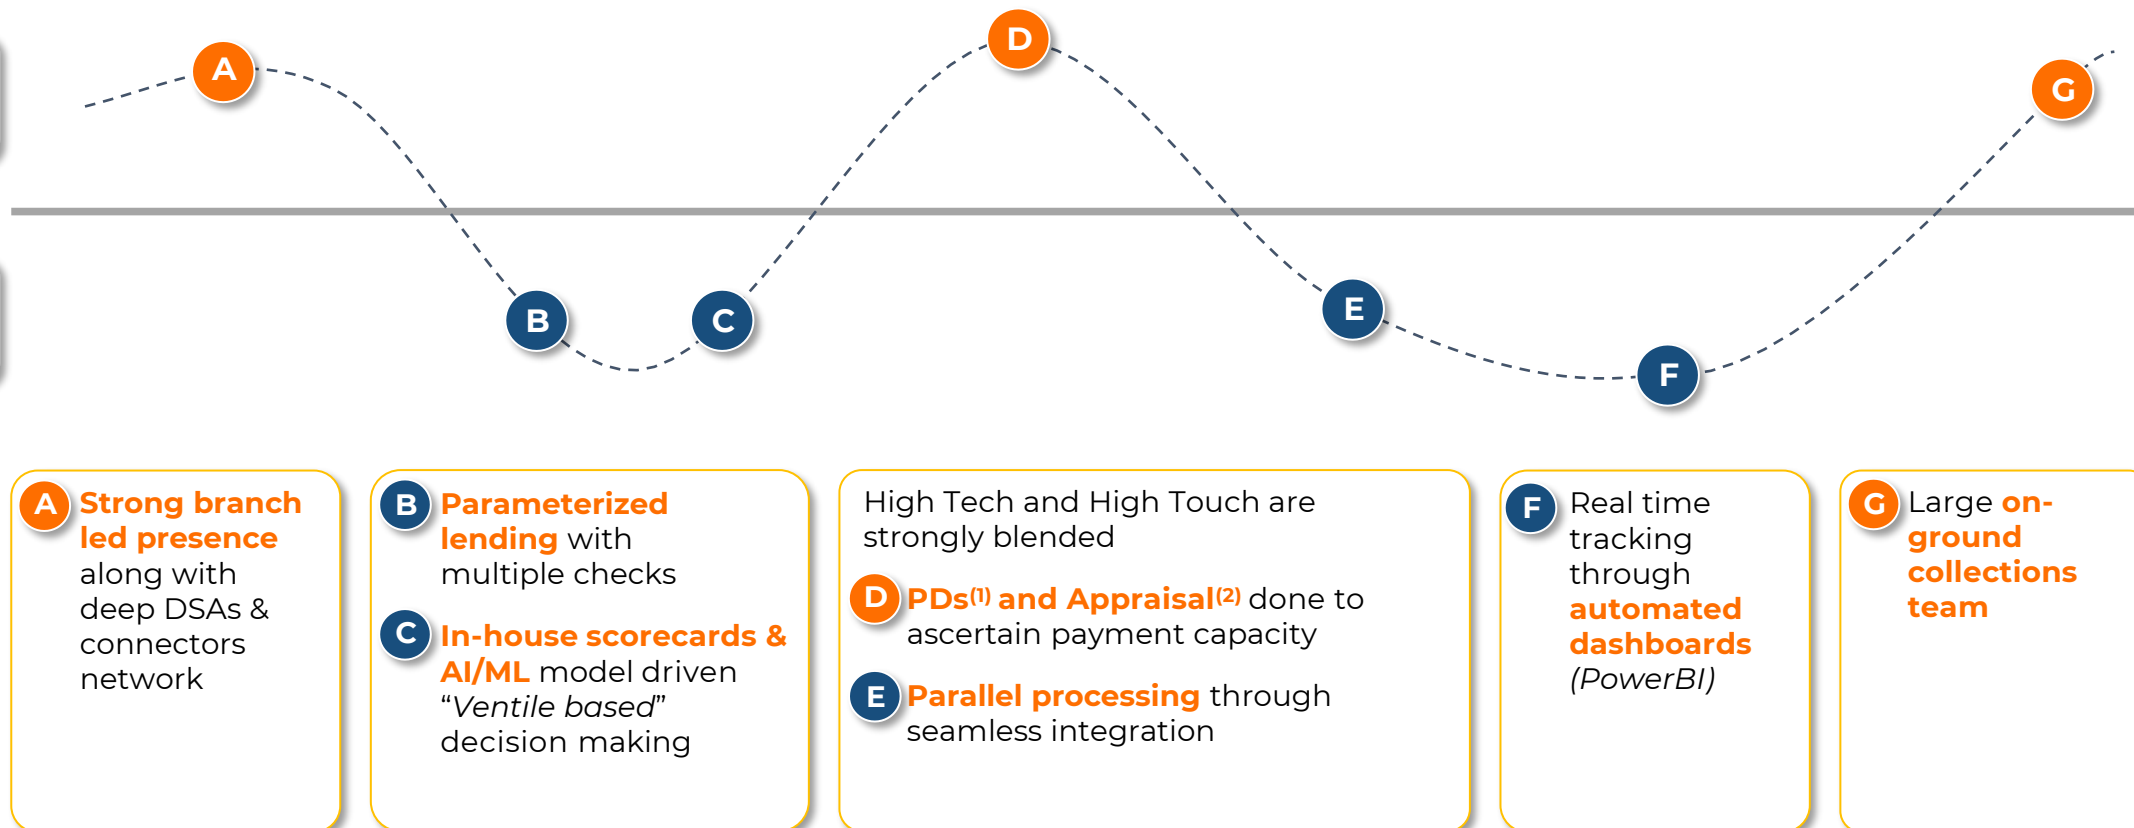 A
D
G
B
C
E
F
A Strong branch
led presence
along with
deep DSAs &
connectors
network
B Parameterized
lending with
multiple checks
C In-house scorecards &
AI/ML model driven
“Ventile based”
decision making
High Tech and High Touch are
strongly blended
D PDs(1) and Appraisal(2) done to
ascertain payment capacity
E Parallel processing through
seamless integration
F Real time
tracking
through
automated
dashboards
(PowerBI)
G Large on-
ground
collections
team